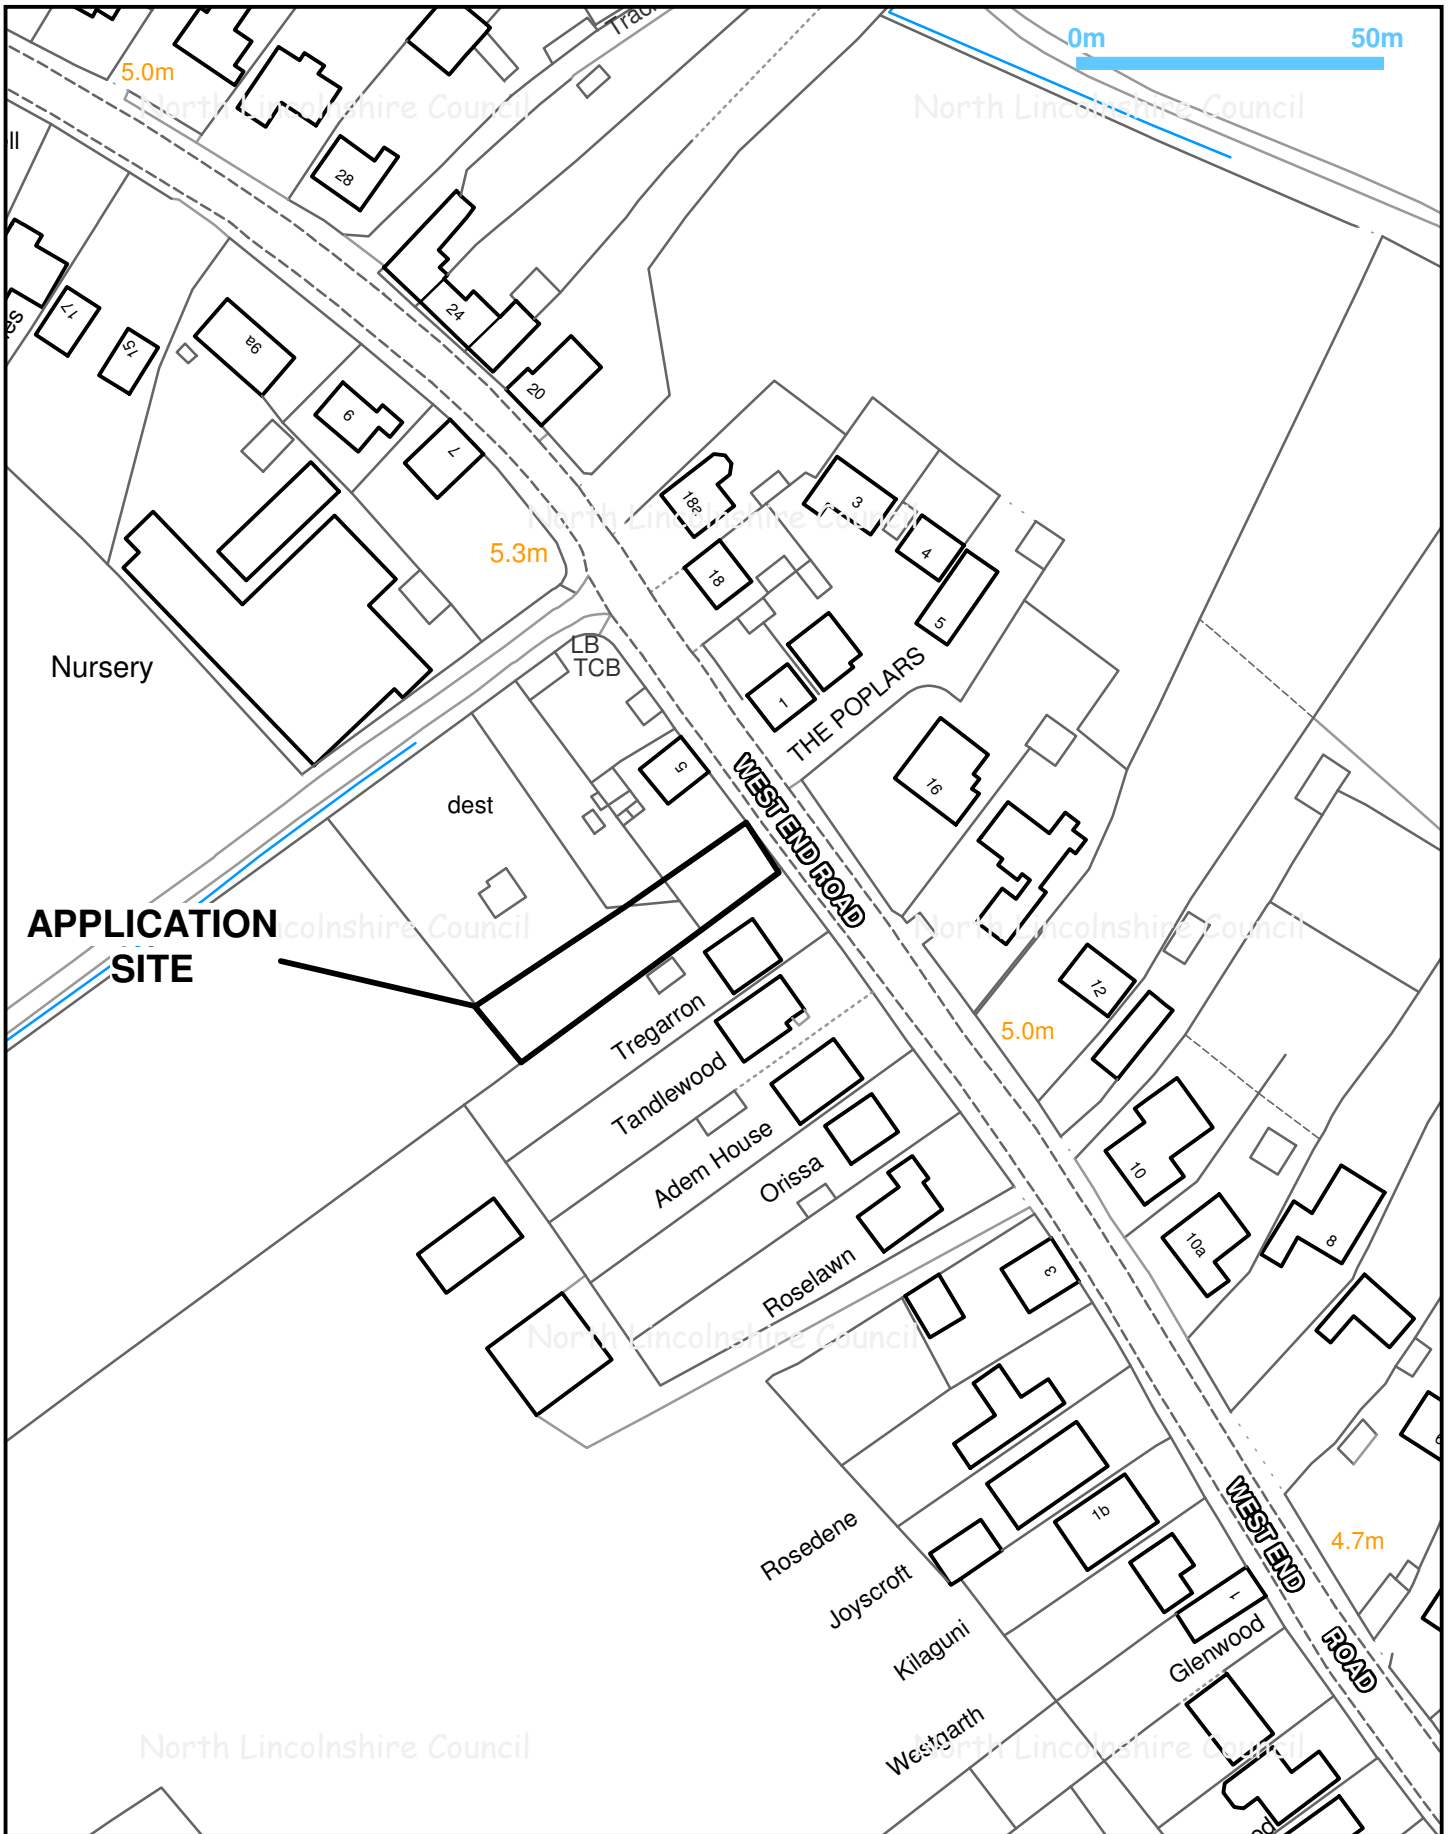 Track
0m 50m
5.0m
North Lincolnshire Council
North Lincolnshire Council
ll
28
24
17
9a
15
20
9
7
18a
3
North Lincolnshire Council
5.3m
4
18
5
LB
TCB
Nursery
1
THE POPLARS
5
16
WEST END ROAD
dest
APPLICATION
SITE
North Lincolnshire Council
12
5.0m
Tregarron
Tandlewood
Adem House
10
Orissa
10a
8
Roselawn
3
North Lincolnshire Council
6
1b
Rosedene
WEST END
4.7m
Joyscroft
1
Kilaguni
Glenwood
ROAD
Westgarth
North Lincolnshire Council
North Lincolnshire Council